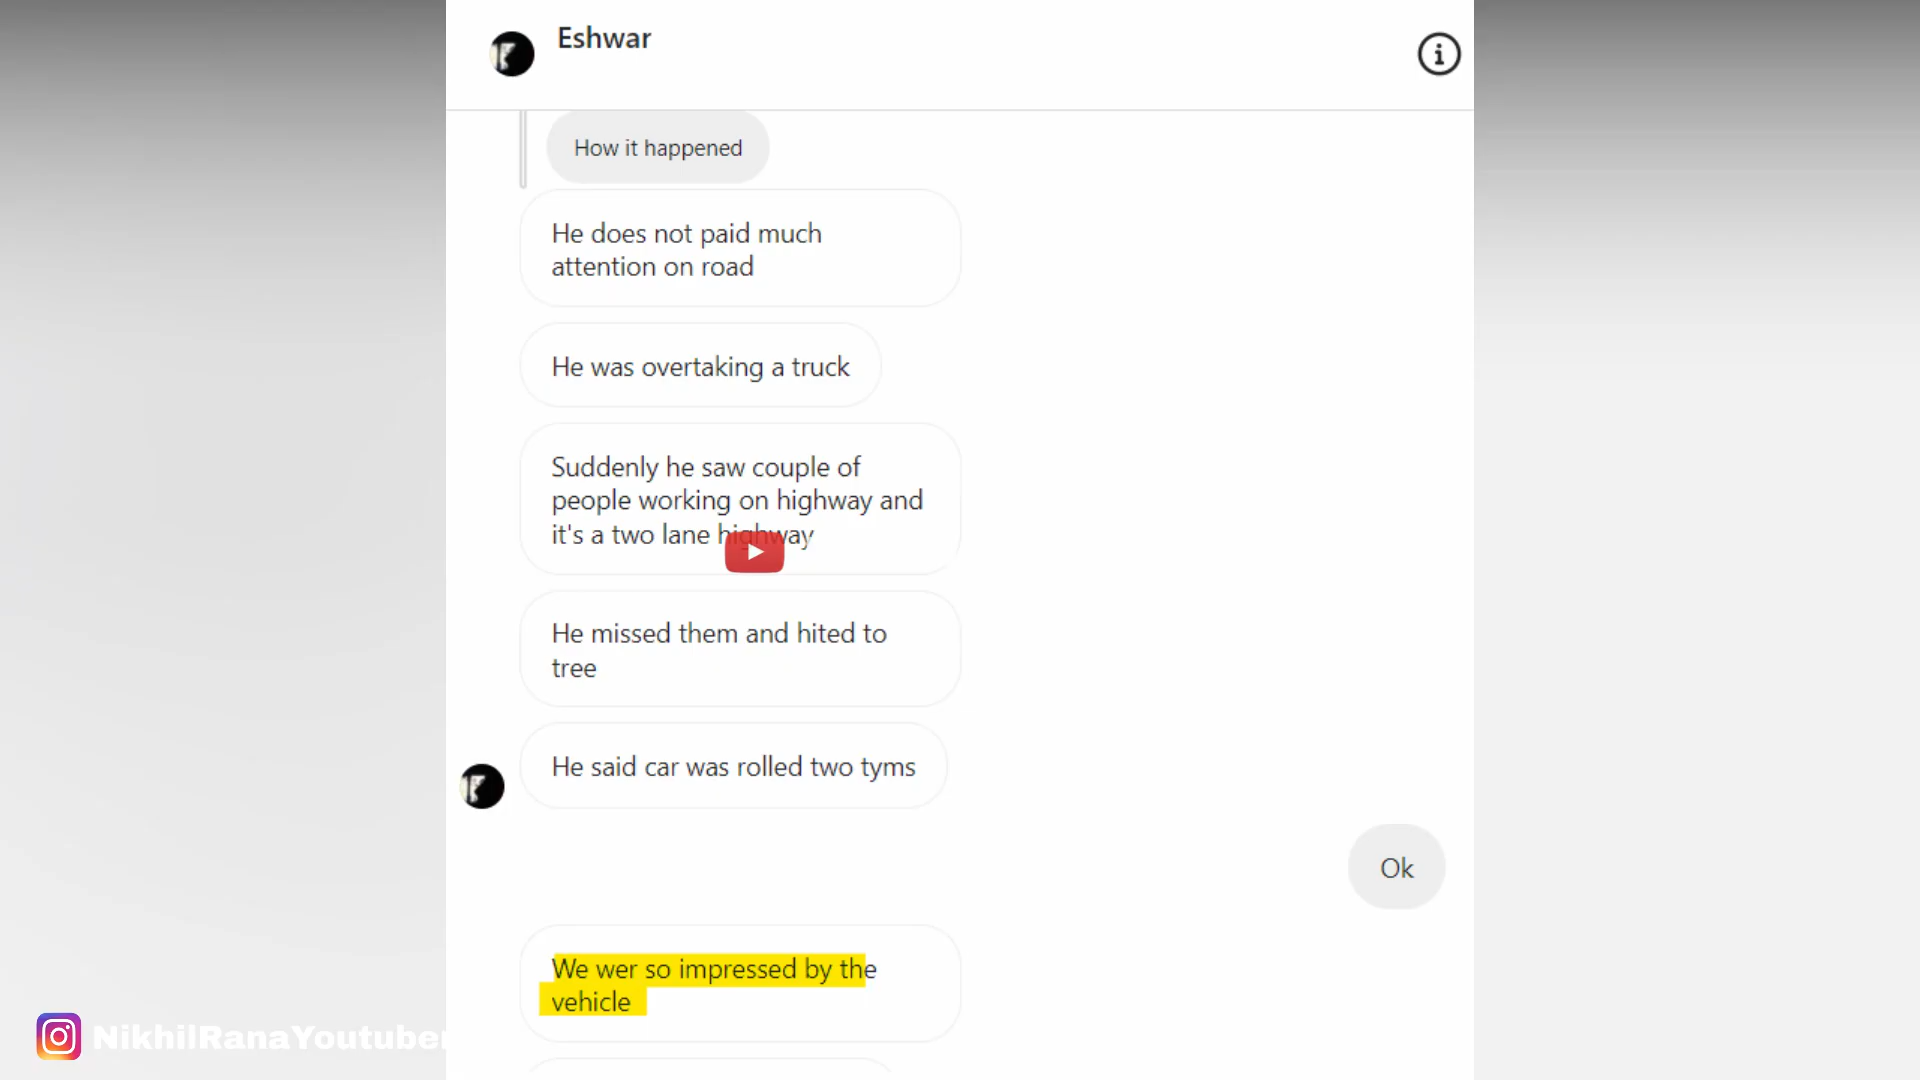 Eshwar
How it happened
He does not paid much
attention on road
He was overtaking a truck
Suddenly he saw couple of
people working on highway and
it's a two lane highway
He missed them and hited to
tree
He said car was rolled two tyms
Ok
We wer so impressed by the
vehicle
NikhilRanaYoutuber